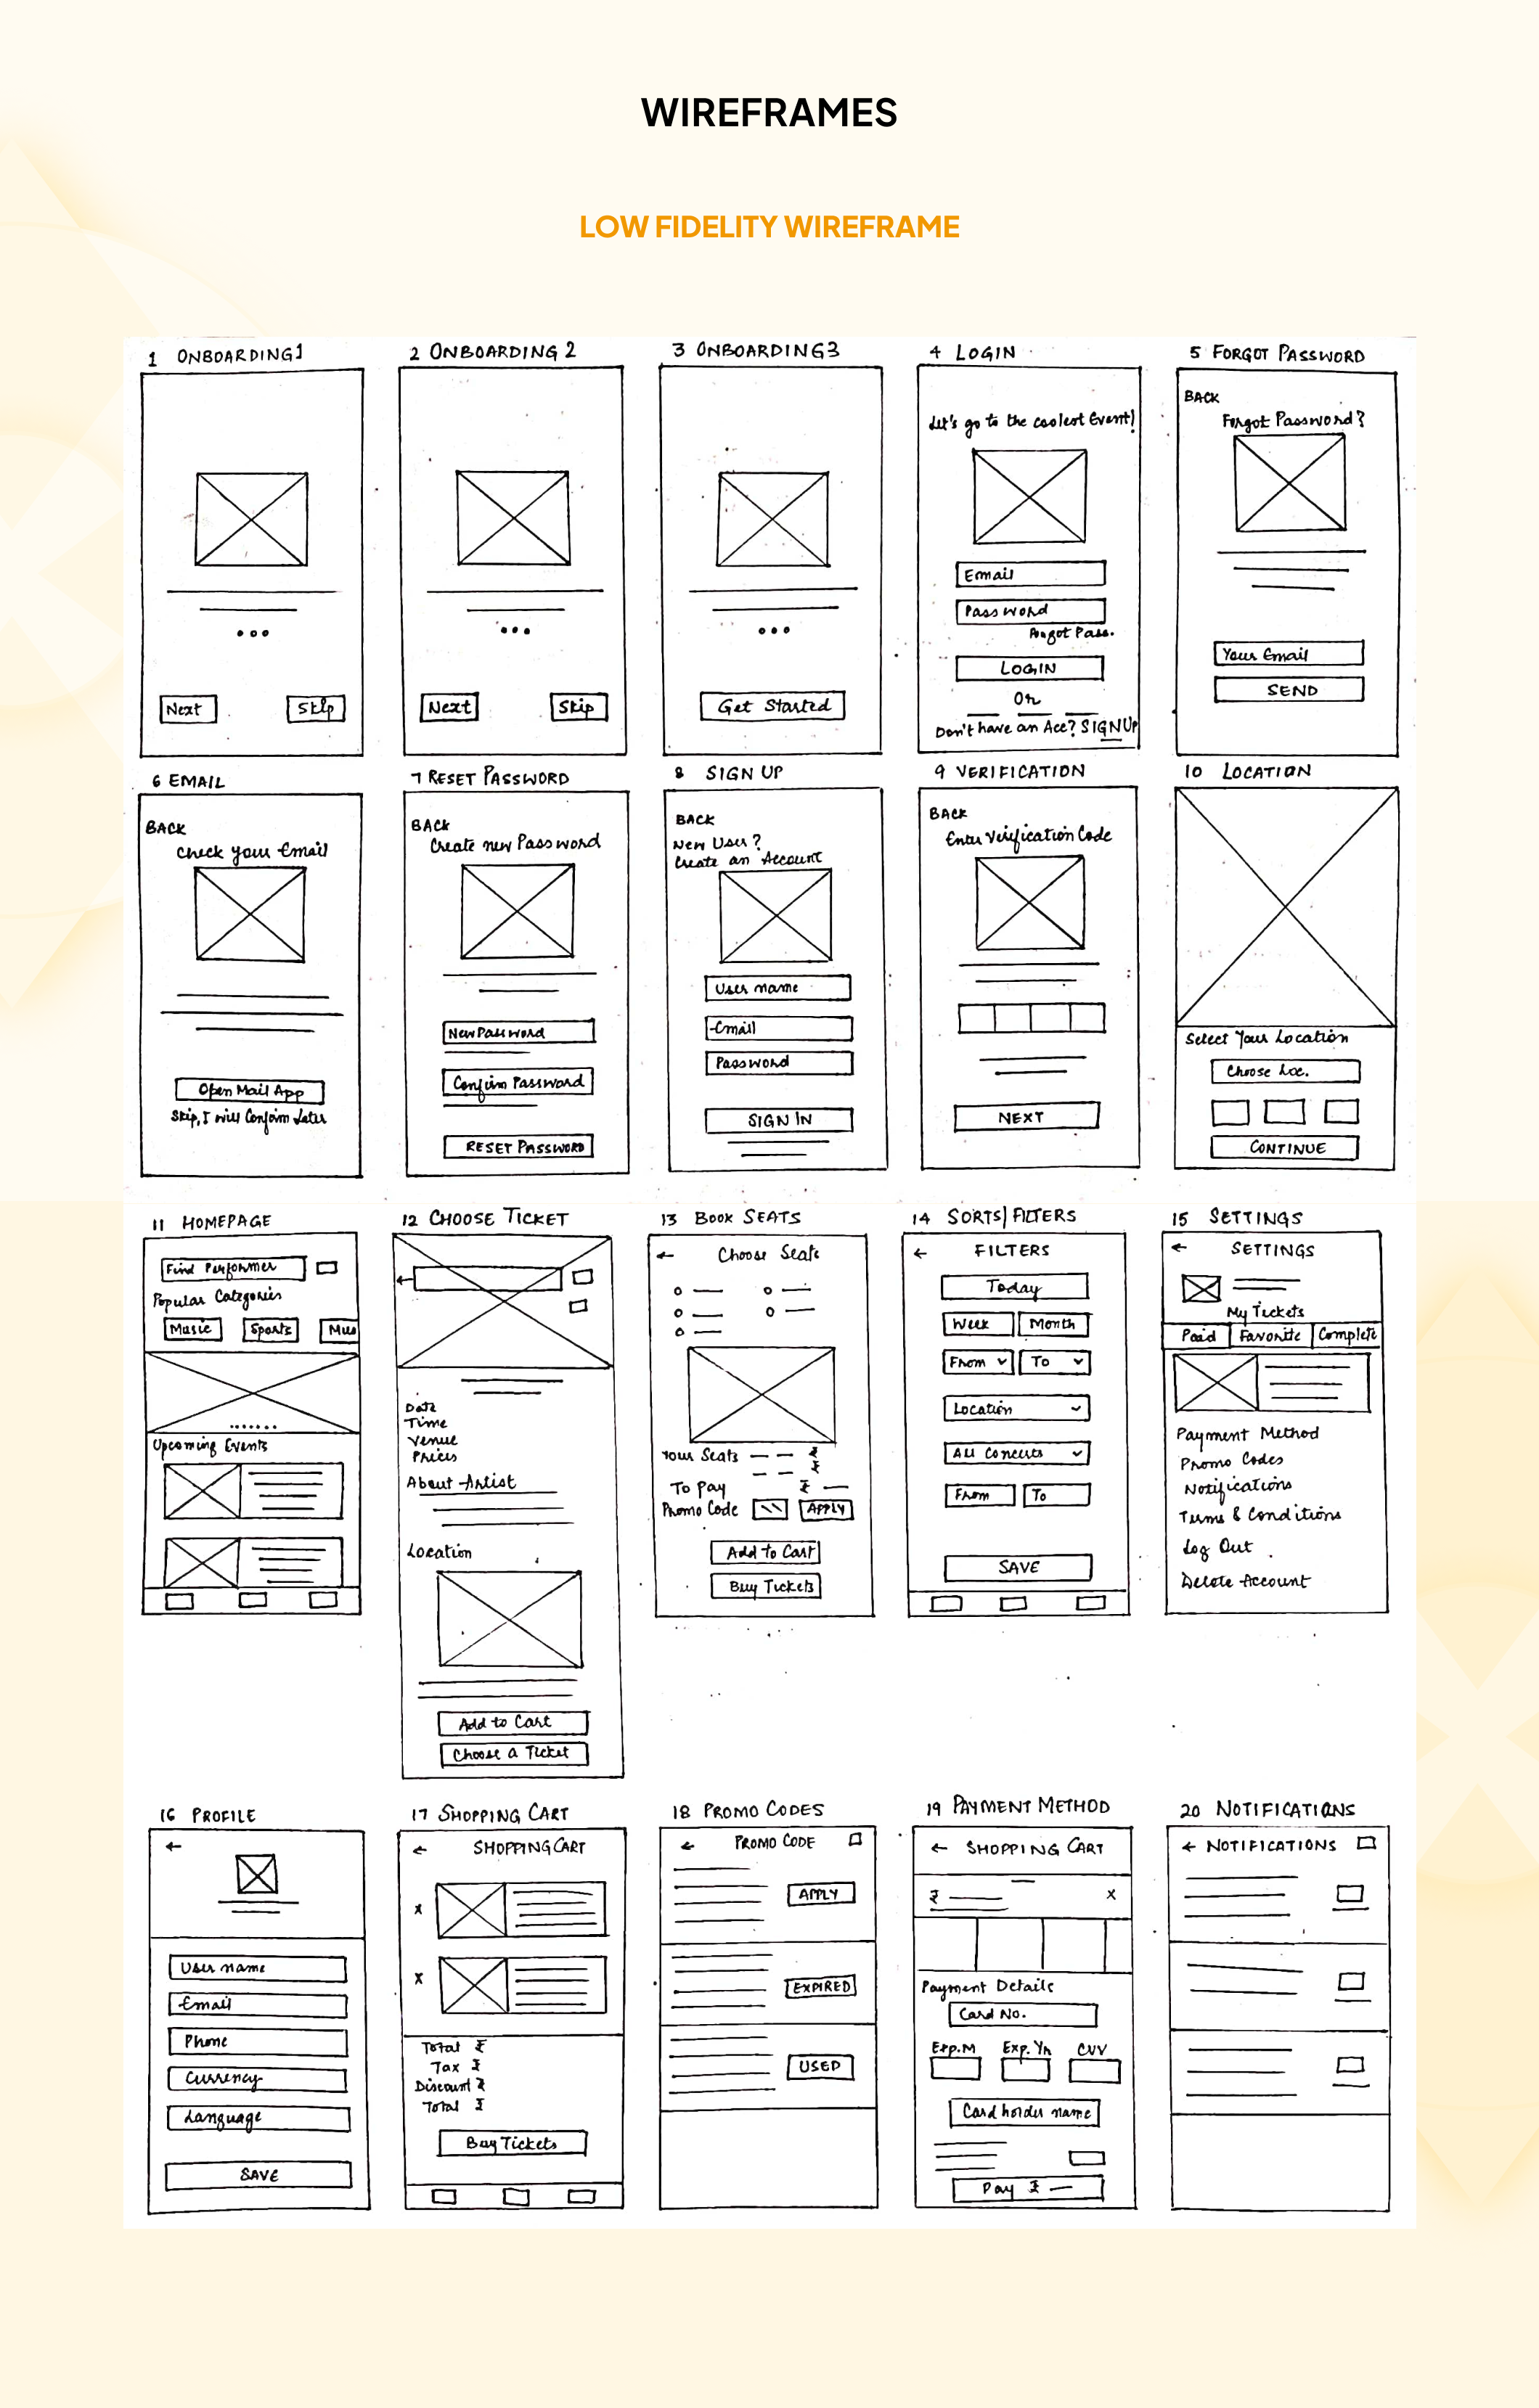 WIREFRAMES
LOW FIDELITY WIREFRAME
1 ONBOARDING1
Next
Skip
2 ONBOARDING 2
Next
Skip
3 ONBOARDING3
Get Started
4 LOGIN
Let's go to the coolest Event!
Email
Password
Forgot Pass.
LOGIN
Or
Don't have an Acc? SIGNUP
5 FORGOT PASSWORD
BACK
Forgot Password?
Your Email
SEND
6 EMAIL
BACK
Check your Email
Open Mail App
Skip, I will Confirm Later
7 RESET PASSWORD
BACK
Create new Password
New Password
Confirm Password
RESET PASSWORD
8 SIGN UP
BACK
New User?
Create an Account
User name
Email
Password
SIGN IN
9 VERIFICATION
BACK
Enter Verification Code
NEXT
10 LOCATION
Select Your Location
Choose Loc.
CONTINUE
11 HOMEPAGE
Find Performer
Popular Categories
Music
Sports
Mus
Upcoming Events
12 CHOOSE TICKET
Date
Time
Venue
Prices
About Artist
Location
Add to Cart
Choose a Ticket
13 BOOK SEATS
← Choose Seats
Your Seats ₹
₹
To Pay ₹
Promo Code APPLY
Add to Cart
Buy Tickets
14 SORTS/FILTERS
← FILTERS
Today
Week Month
From To
Location
All Concerts
From To
SAVE
15 SETTINGS
← SETTINGS
My Tickets
Paid Favorite Complete
Payment Method
Promo Codes
Notifications
Terms & Conditions
Log Out
Delete Account
16 PROFILE
←
User name
Email
Phone
Currency
Language
SAVE
17 SHOPPING CART
← SHOPPING CART
x
x
Total ₹
Tax ₹
Discount ₹
Total ₹
Buy Tickets
18 PROMO CODES
← PROMO CODE
APPLY
EXPIRED
USED
19 PAYMENT METHOD
← SHOPPING CART
₹ x
Payment Details
Card No.
Exp.M Exp. Yr CVV
Card holder name
Pay ₹
20 NOTIFICATIONS
← NOTIFICATIONS